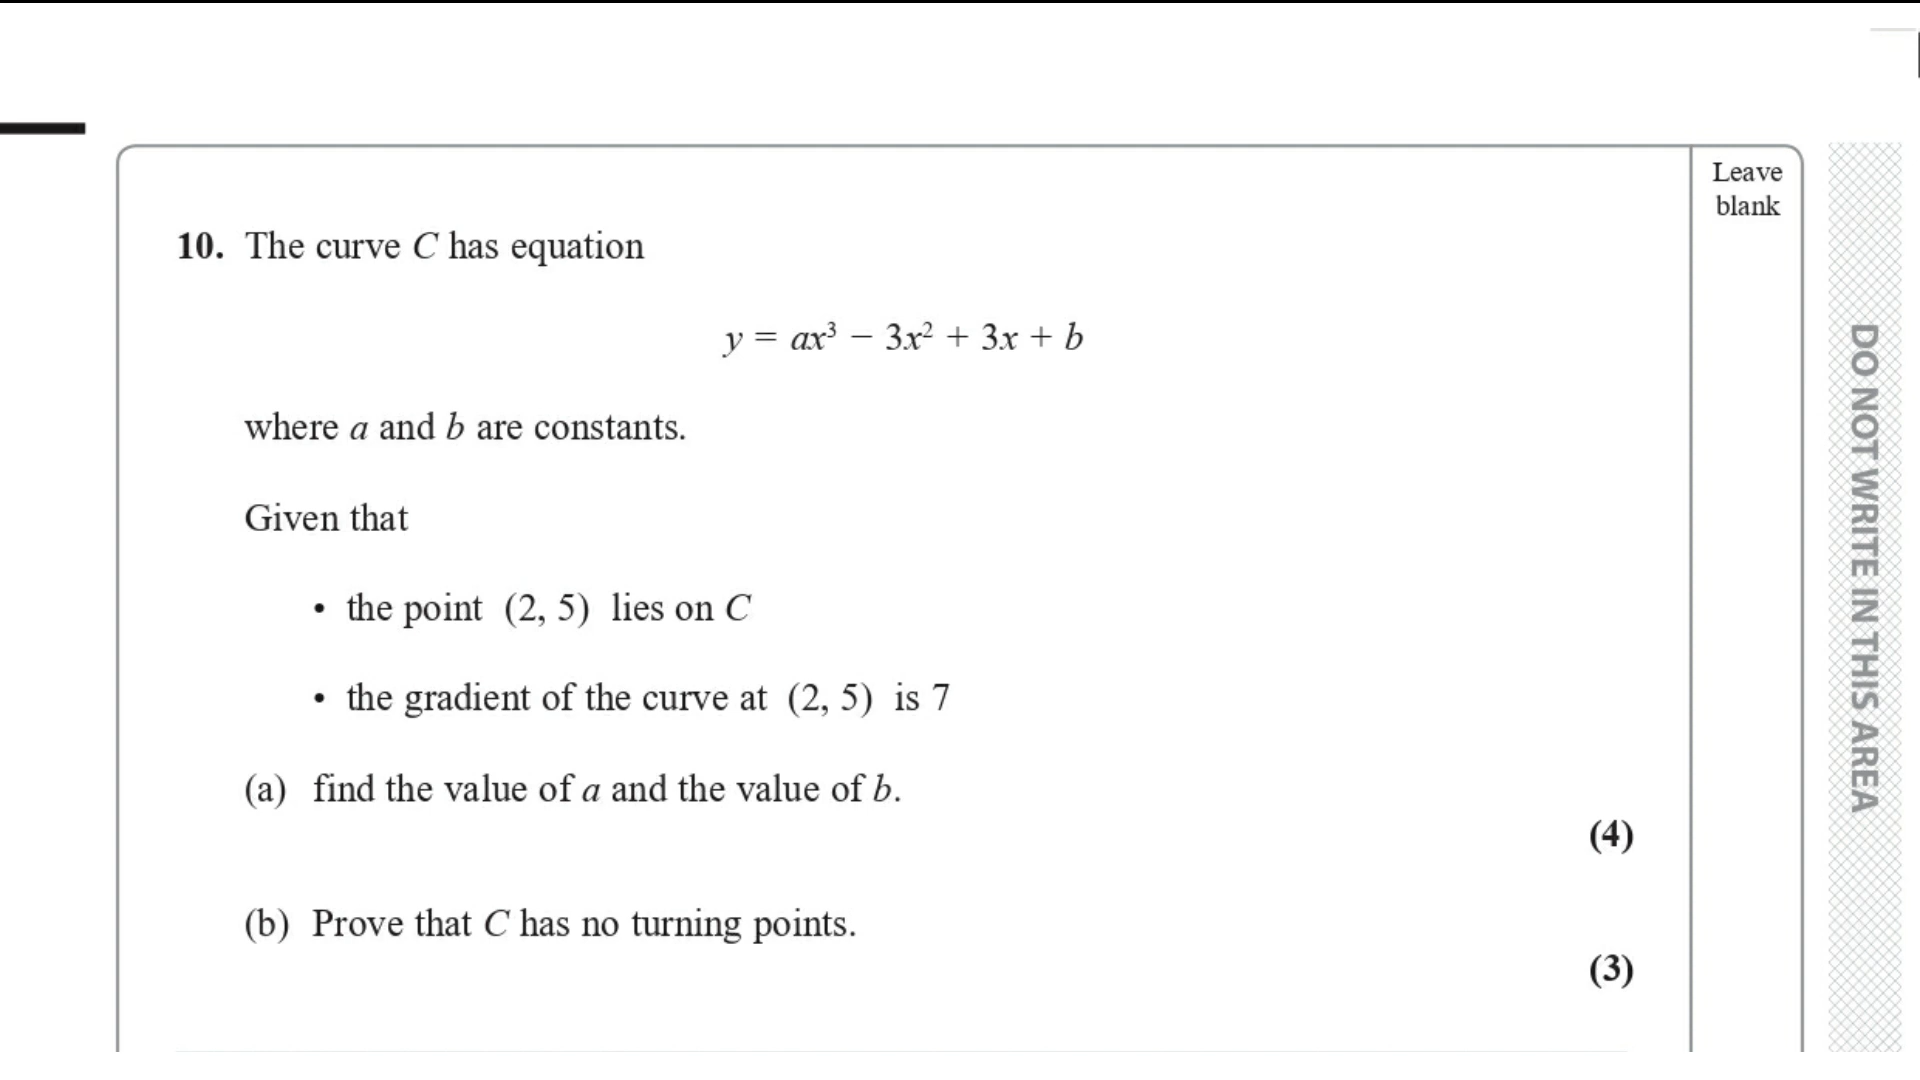 Leave
blank
10. The curve C has equation
y = ax³ − 3x² + 3x + b
where a and b are constants.
Given that
• the point (2, 5) lies on C
• the gradient of the curve at (2, 5) is 7
(a) find the value of a and the value of b.
(4)
(b) Prove that C has no turning points.
(3)
DO NOT WRITE IN THIS AREA